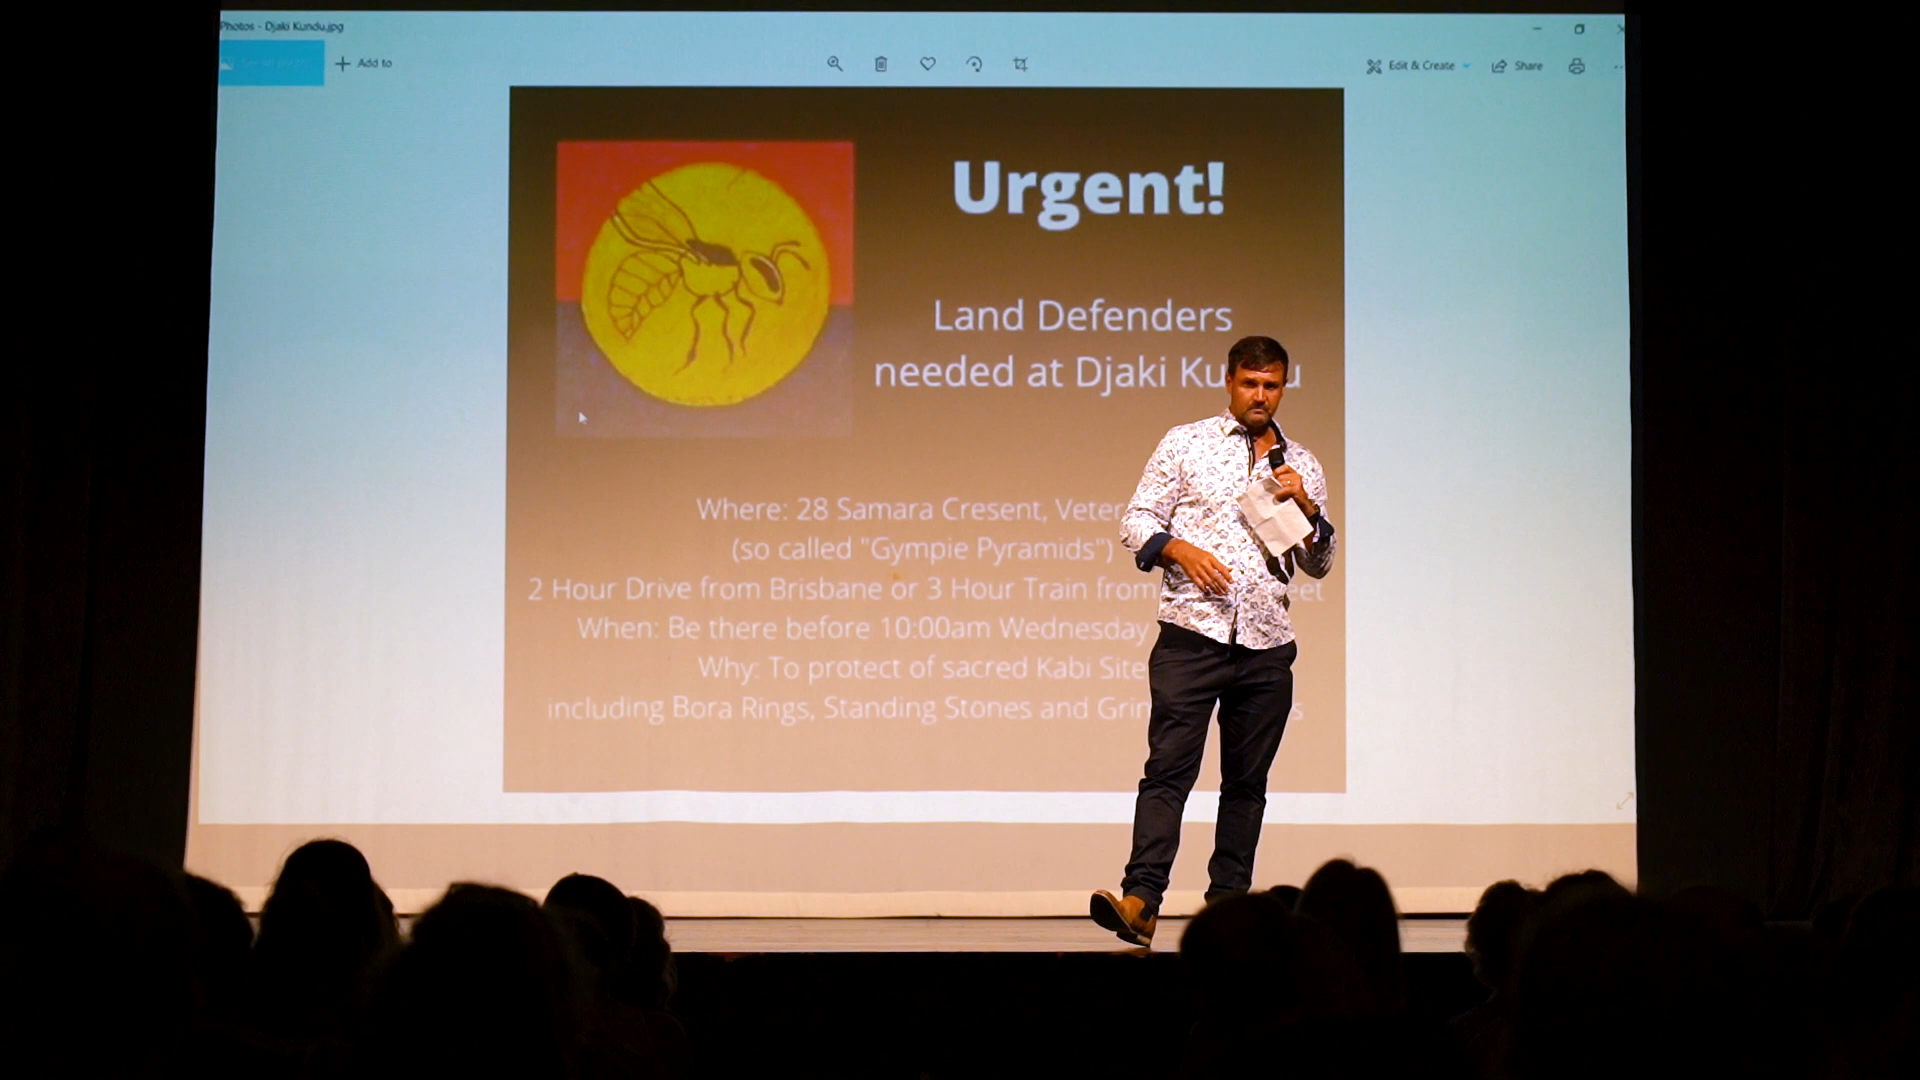 Photos - Djaki Kundu.jpg
Add to
Edit & Create
Share
Urgent!
Land Defenders
needed at Djaki Ku u
Where: 28 Samara Cresent, Veter
(so called "Gympie Pyramids")
2 Hour Drive from Brisbane or 3 Hour Train from eet
When: Be there before 10:00am Wednesday
Why: To protect of sacred Kabi Site
including Bora Rings, Standing Stones and Grin s